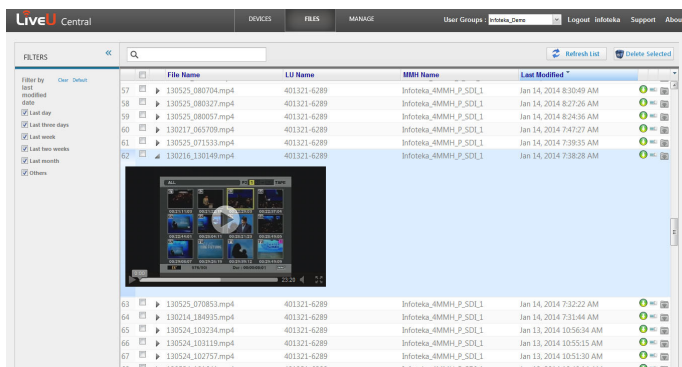 LiveU Central
DEVICES FILES MANAGE User Groups : Infoteka_Demo Logout infoteka Support Abou
FILTERS «
Refresh List Delete Selected
Filter by last modified date
Clear Default
Last day
Last three days
Last week
Last two weeks
Last month
Others
File Name LU Name MMH Name Last Modified
57 130525_080704.mp4 401321-6289 Infoteka_4MMH_P_SDI_1 Jan 14, 2014 8:30:49 AM
58 130525_080327.mp4 401321-6289 Infoteka_4MMH_P_SDI_1 Jan 14, 2014 8:27:26 AM
59 130525_080057.mp4 401321-6289 Infoteka_4MMH_P_SDI_1 Jan 14, 2014 8:24:36 AM
60 130217_065709.mp4 401321-6289 Infoteka_4MMH_P_SDI_1 Jan 14, 2014 7:47:27 AM
61 130525_071533.mp4 401321-6289 Infoteka_4MMH_P_SDI_1 Jan 14, 2014 7:39:35 AM
62 130216_130149.mp4 401321-6289 Infoteka_4MMH_P_SDI_1 Jan 14, 2014 7:38:28 AM
ALL
0:00
23:20
63 130525_070853.mp4 401321-6289 Infoteka_4MMH_P_SDI_1 Jan 14, 2014 7:32:22 AM
64 130214_184935.mp4 401321-6289 Infoteka_4MMH_P_SDI_1 Jan 14, 2014 7:31:44 AM
65 130524_103234.mp4 401321-6289 Infoteka_4MMH_P_SDI_1 Jan 13, 2014 10:56:34 AM
66 130524_103119.mp4 401321-6289 Infoteka_4MMH_P_SDI_1 Jan 13, 2014 10:55:15 AM
67 130524_102757.mp4 401321-6289 Infoteka_4MMH_P_SDI_1 Jan 13, 2014 10:51:30 AM